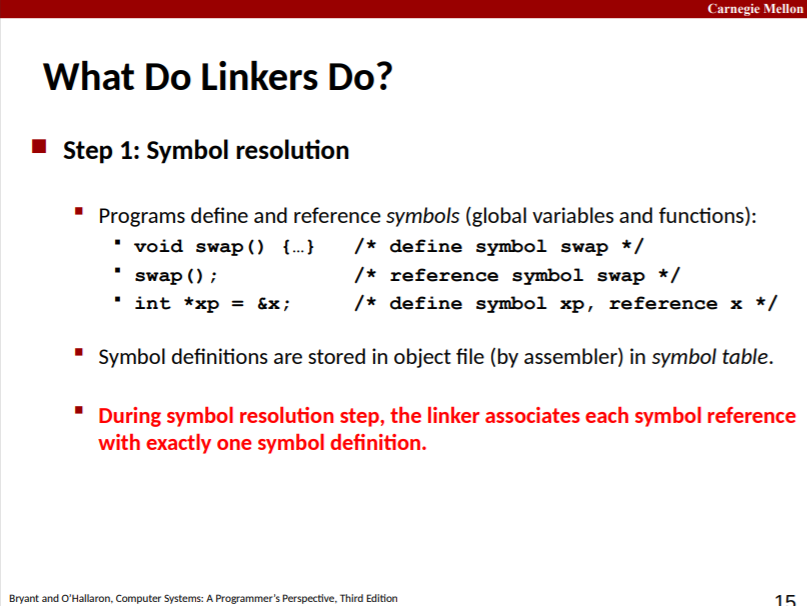 Carnegie Mellon
What Do Linkers Do?
Step 1: Symbol resolution
Programs define and reference symbols (global variables and functions):
void swap() {…}   /* define symbol swap */
swap();   /* reference symbol swap */
int *xp = &x;   /* define symbol xp, reference x */
Symbol definitions are stored in object file (by assembler) in symbol table.
During symbol resolution step, the linker associates each symbol reference
with exactly one symbol definition.
Bryant and O'Hallaron, Computer Systems: A Programmer's Perspective, Third Edition
15